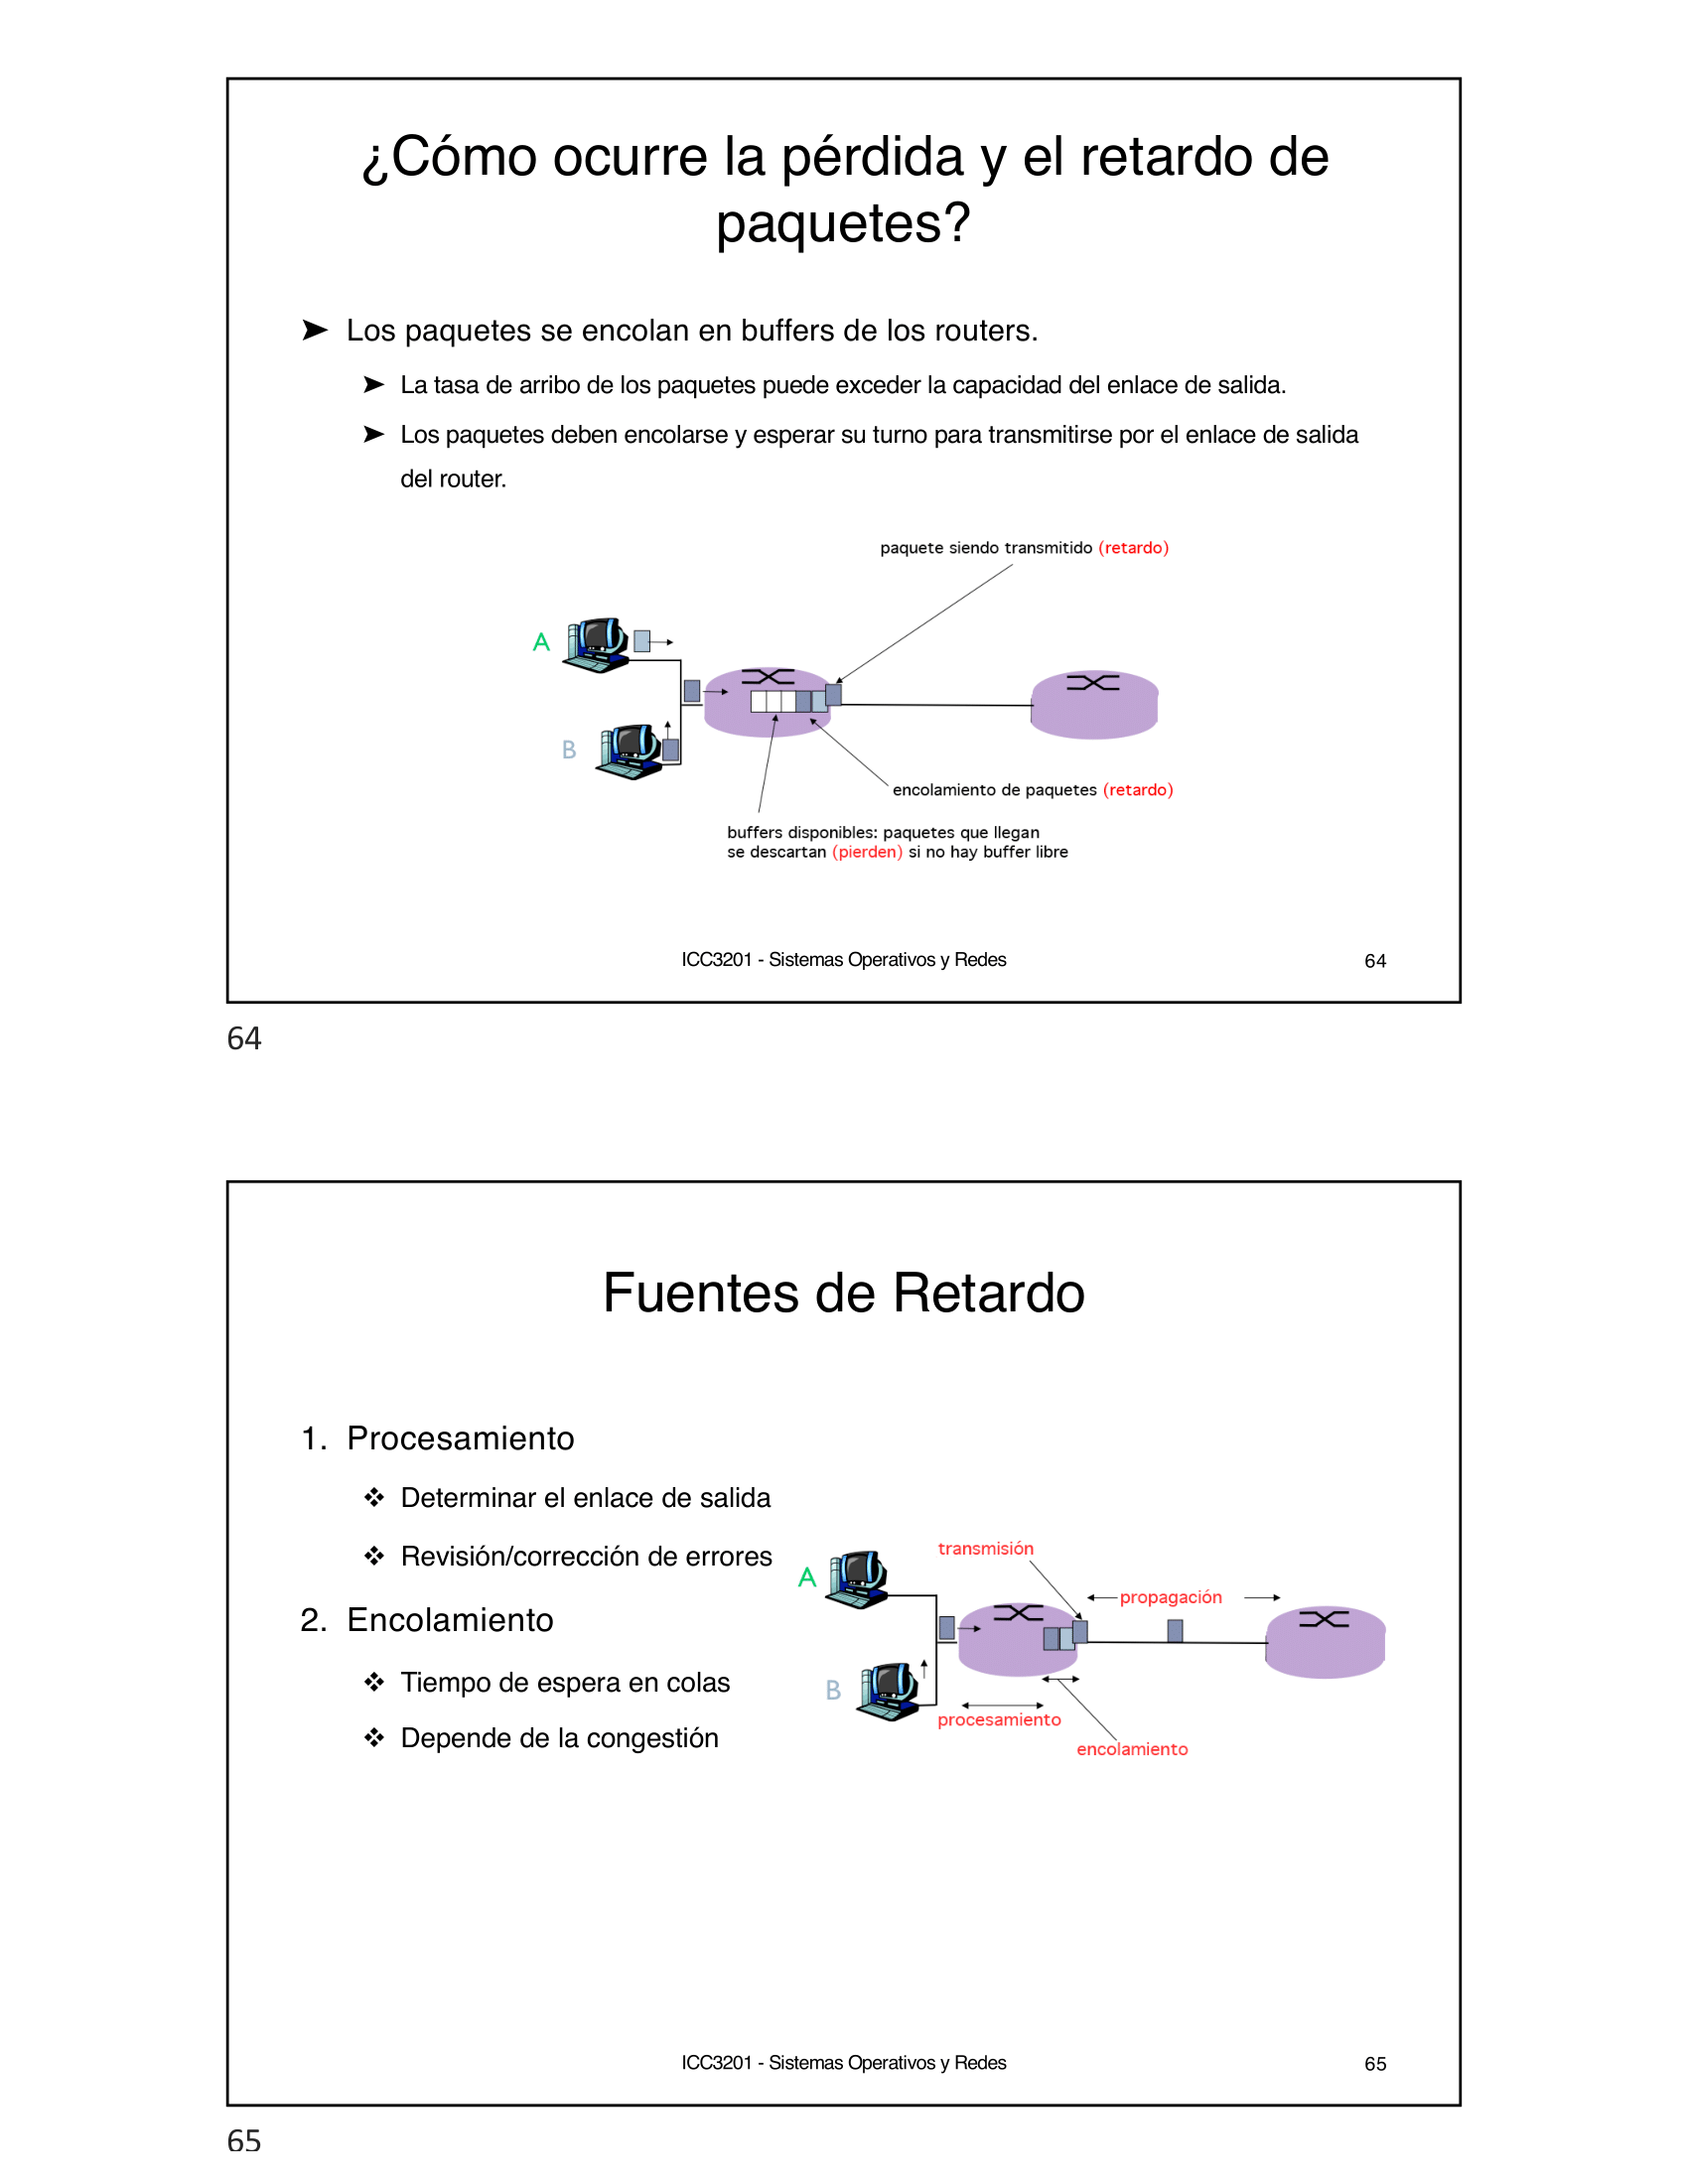 ¿Cómo ocurre la pérdida y el retardo de
paquetes?
➤ Los paquetes se encolan en buffers de los routers.
➤ La tasa de arribo de los paquetes puede exceder la capacidad del enlace de salida.
➤ Los paquetes deben encolarse y esperar su turno para transmitirse por el enlace de salida
del router.
paquete siendo transmitido (retardo)
A
B
encolamiento de paquetes (retardo)
buffers disponibles: paquetes que llegan
se descartan (pierden) si no hay buffer libre
ICC3201 - Sistemas Operativos y Redes
64
64
Fuentes de Retardo
1. Procesamiento
❖ Determinar el enlace de salida
❖ Revisión/corrección de errores
2. Encolamiento
❖ Tiempo de espera en colas
❖ Depende de la congestión
transmisión
A
propagación
B
procesamiento
encolamiento
ICC3201 - Sistemas Operativos y Redes
65
65